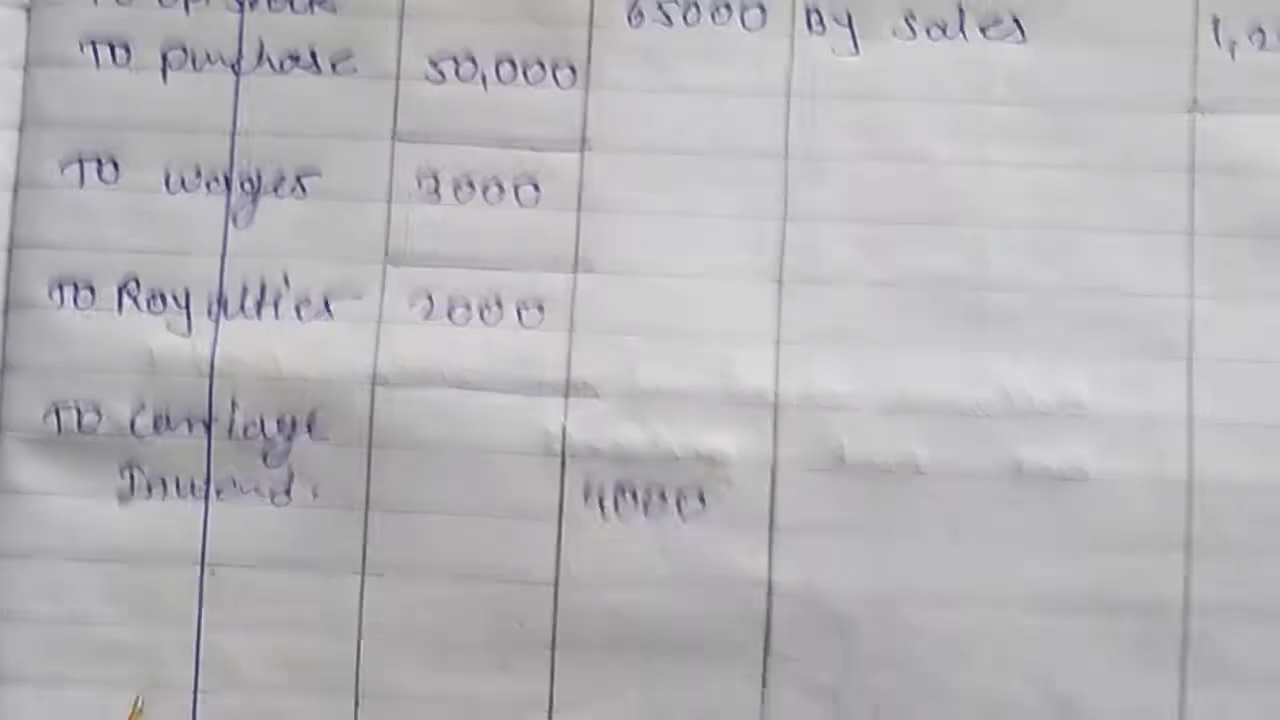 65000 By sales
To purchase 50,000
To wages 3000
To Royalties 2000
To carriage
Inward. 4000